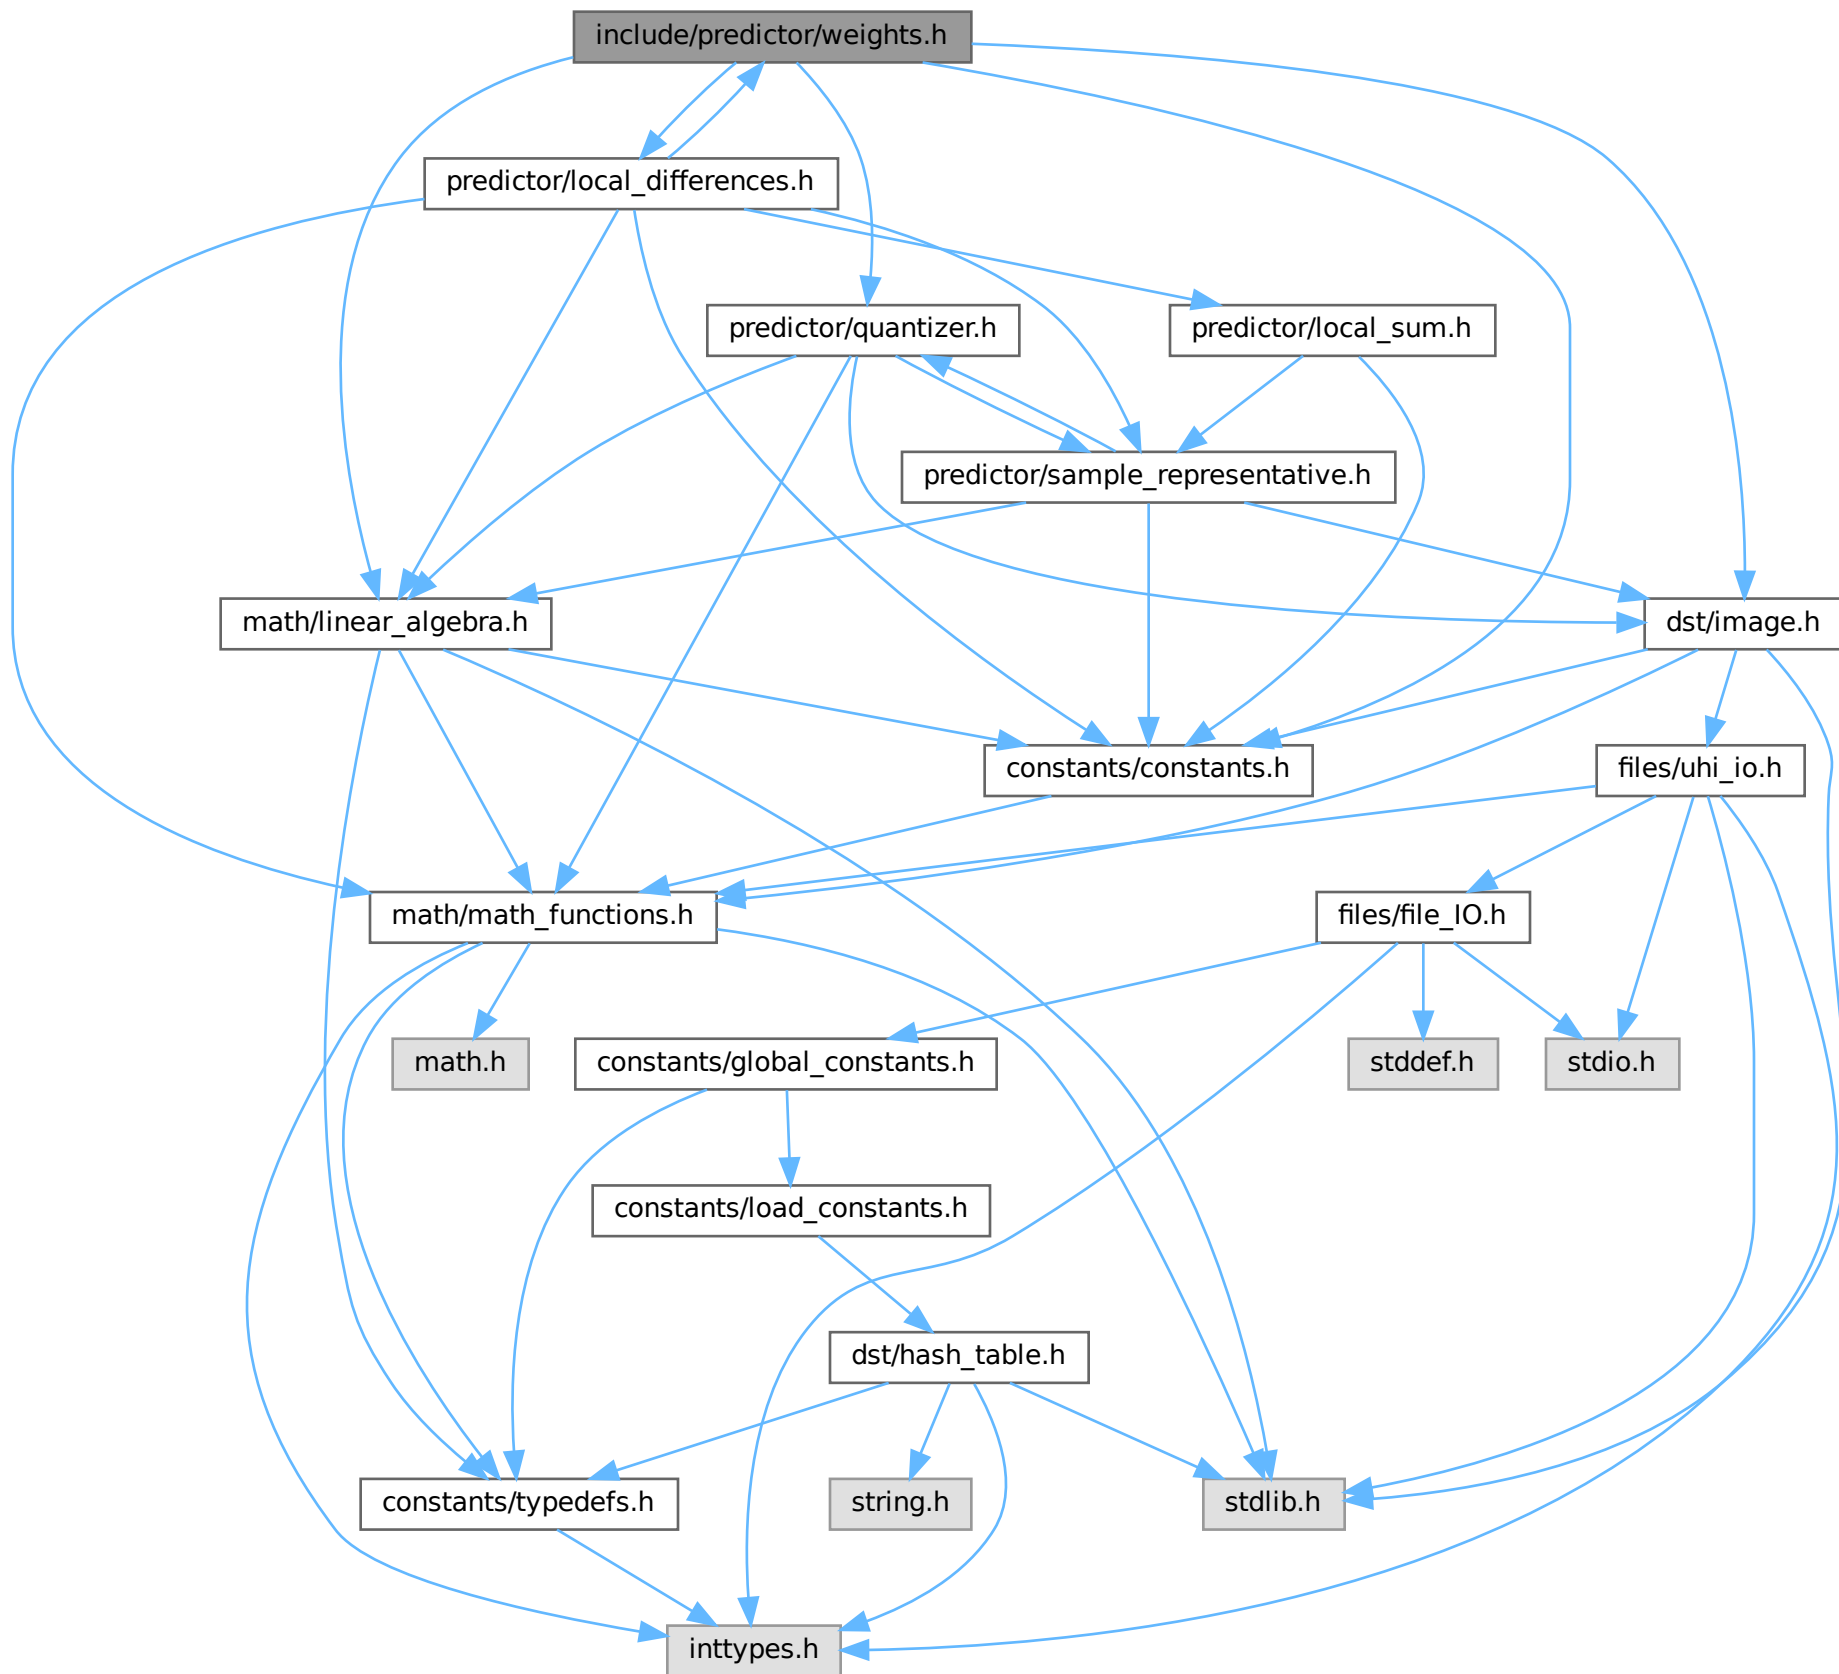 include/predictor/weights.h
predictor/local_differences.h
predictor/quantizer.h
predictor/local_sum.h
predictor/sample_representative.h
math/linear_algebra.h
dst/image.h
constants/constants.h
files/uhi_io.h
math/math_functions.h
files/file_IO.h
math.h
constants/global_constants.h
stddef.h
stdio.h
constants/load_constants.h
dst/hash_table.h
constants/typedefs.h
string.h
stdlib.h
inttypes.h